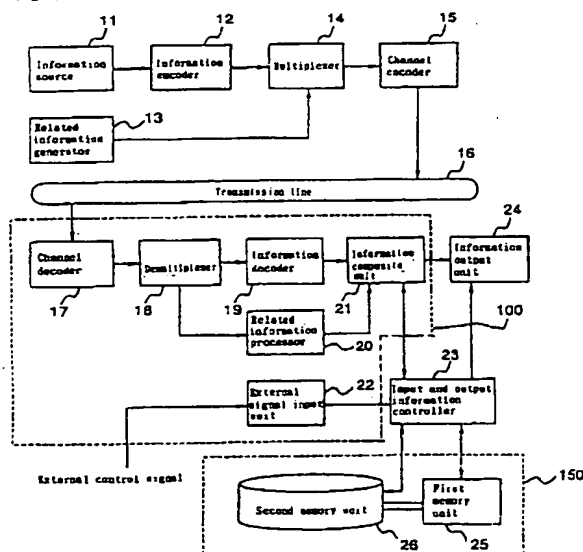 11
12
14
15
Information
source
Information
encoder
Multiplexer
Channel
encoder
Related
information
generator
13
16
Transmission line
24
Channel
decoder
17
Demultiplexer
18
Information
decoder
19
Information
composite
unit
21
Information
output
unit
100
Related
information
processor
20
23
22
External
signal input
unit
Input and output
information
controller
External control signal
150
Second memory unit
26
First
memory
unit
25